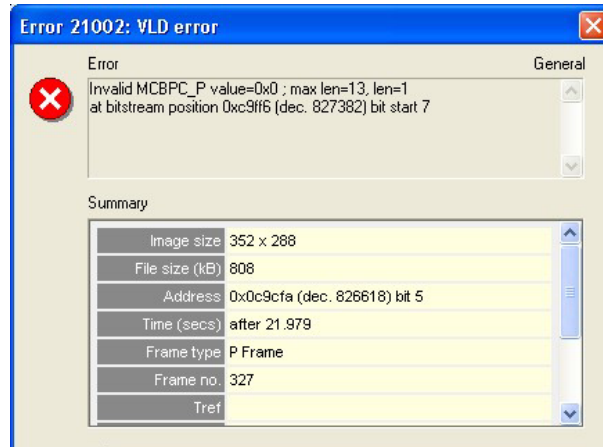 Error 21002: VLD error
Error General
Invalid MCBPC_P value=0x0 ; max len=13, len=1
at bitstream position 0xc9ff6 (dec. 827382) bit start 7
Summary
Image size 352 x 288
File size (kB) 808
Address 0x0c9cfa (dec. 826618) bit 5
Time (secs) after 21.979
Frame type P Frame
Frame no. 327
Tref